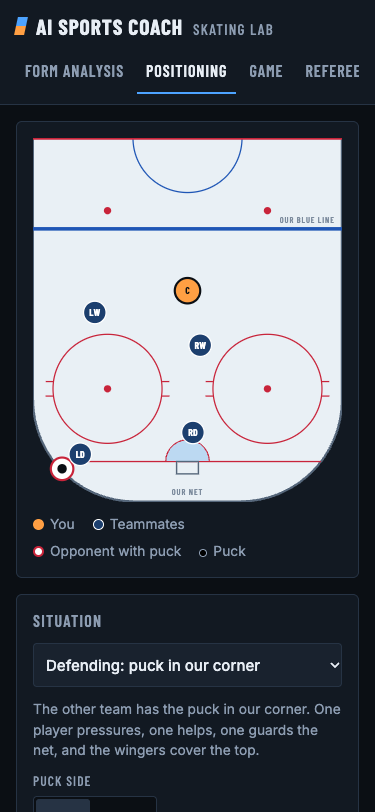 AI SPORTS COACH SKATING LAB
FORM ANALYSIS POSITIONING GAME REFEREE
OUR BLUE LINE
C
LW
RW
RD
LD
OUR NET
You Teammates
Opponent with puck Puck
SITUATION
Defending: puck in our corner
The other team has the puck in our corner. One
player pressures, one helps, one guards the
net, and the wingers cover the top.
PUCK SIDE